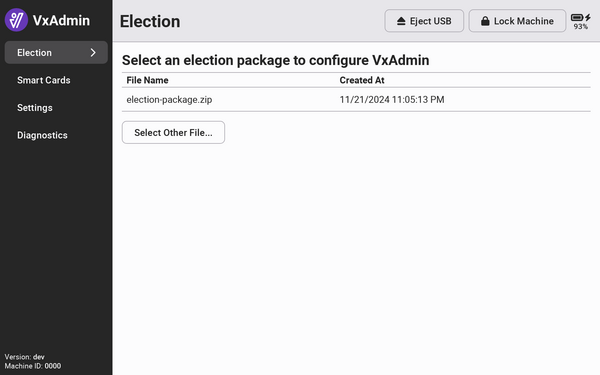 VxAdmin
Election
Smart Cards
Settings
Diagnostics
Version: dev
Machine ID: 0000
Election
Eject USB
Lock Machine
93%
Select an election package to configure VxAdmin
File Name Created At
election-package.zip 11/21/2024 11:05:13 PM
Select Other File...